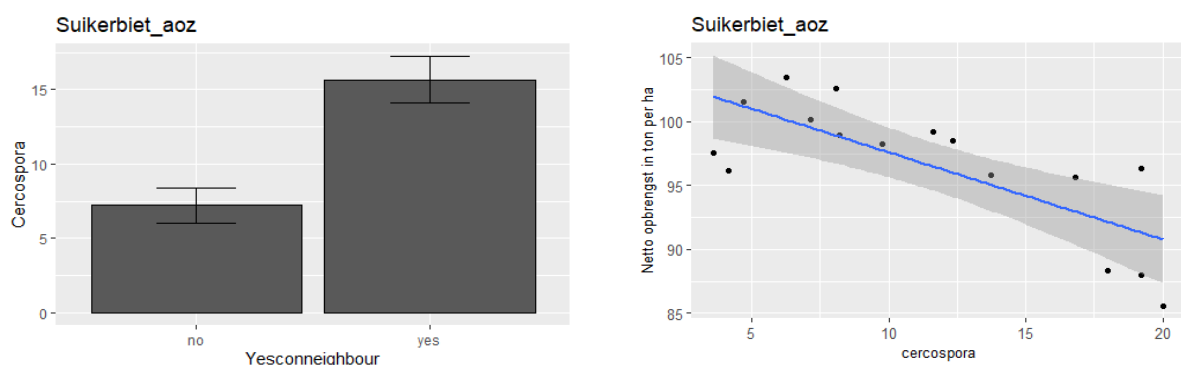 Suikerbiet_aoz
Cercospora
15
10
5
0
no
yes
Yesconneighbour
Suikerbiet_aoz
Netto opbrengst in ton per ha
105
100
95
90
85
5
10
15
20
cercospora